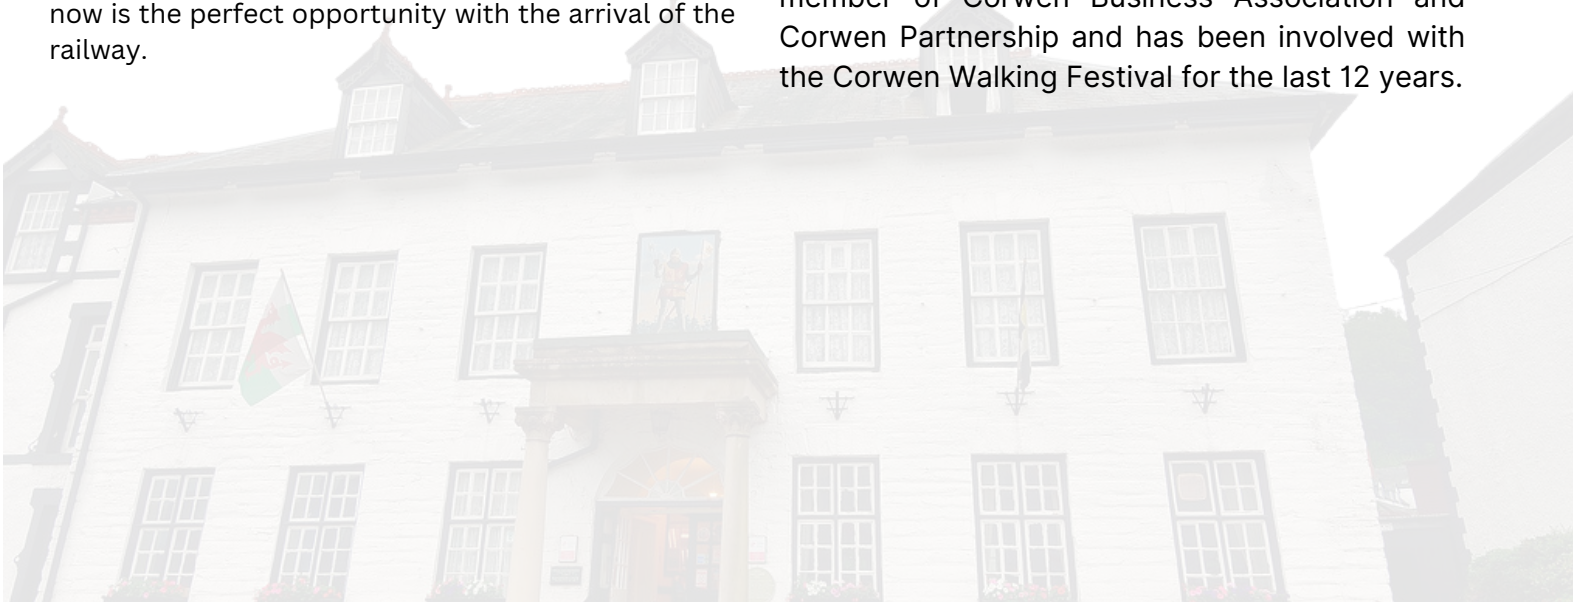 now is the perfect opportunity with the arrival of the
railway.
member of Corwen Business Association and
Corwen Partnership and has been involved with
the Corwen Walking Festival for the last 12 years.